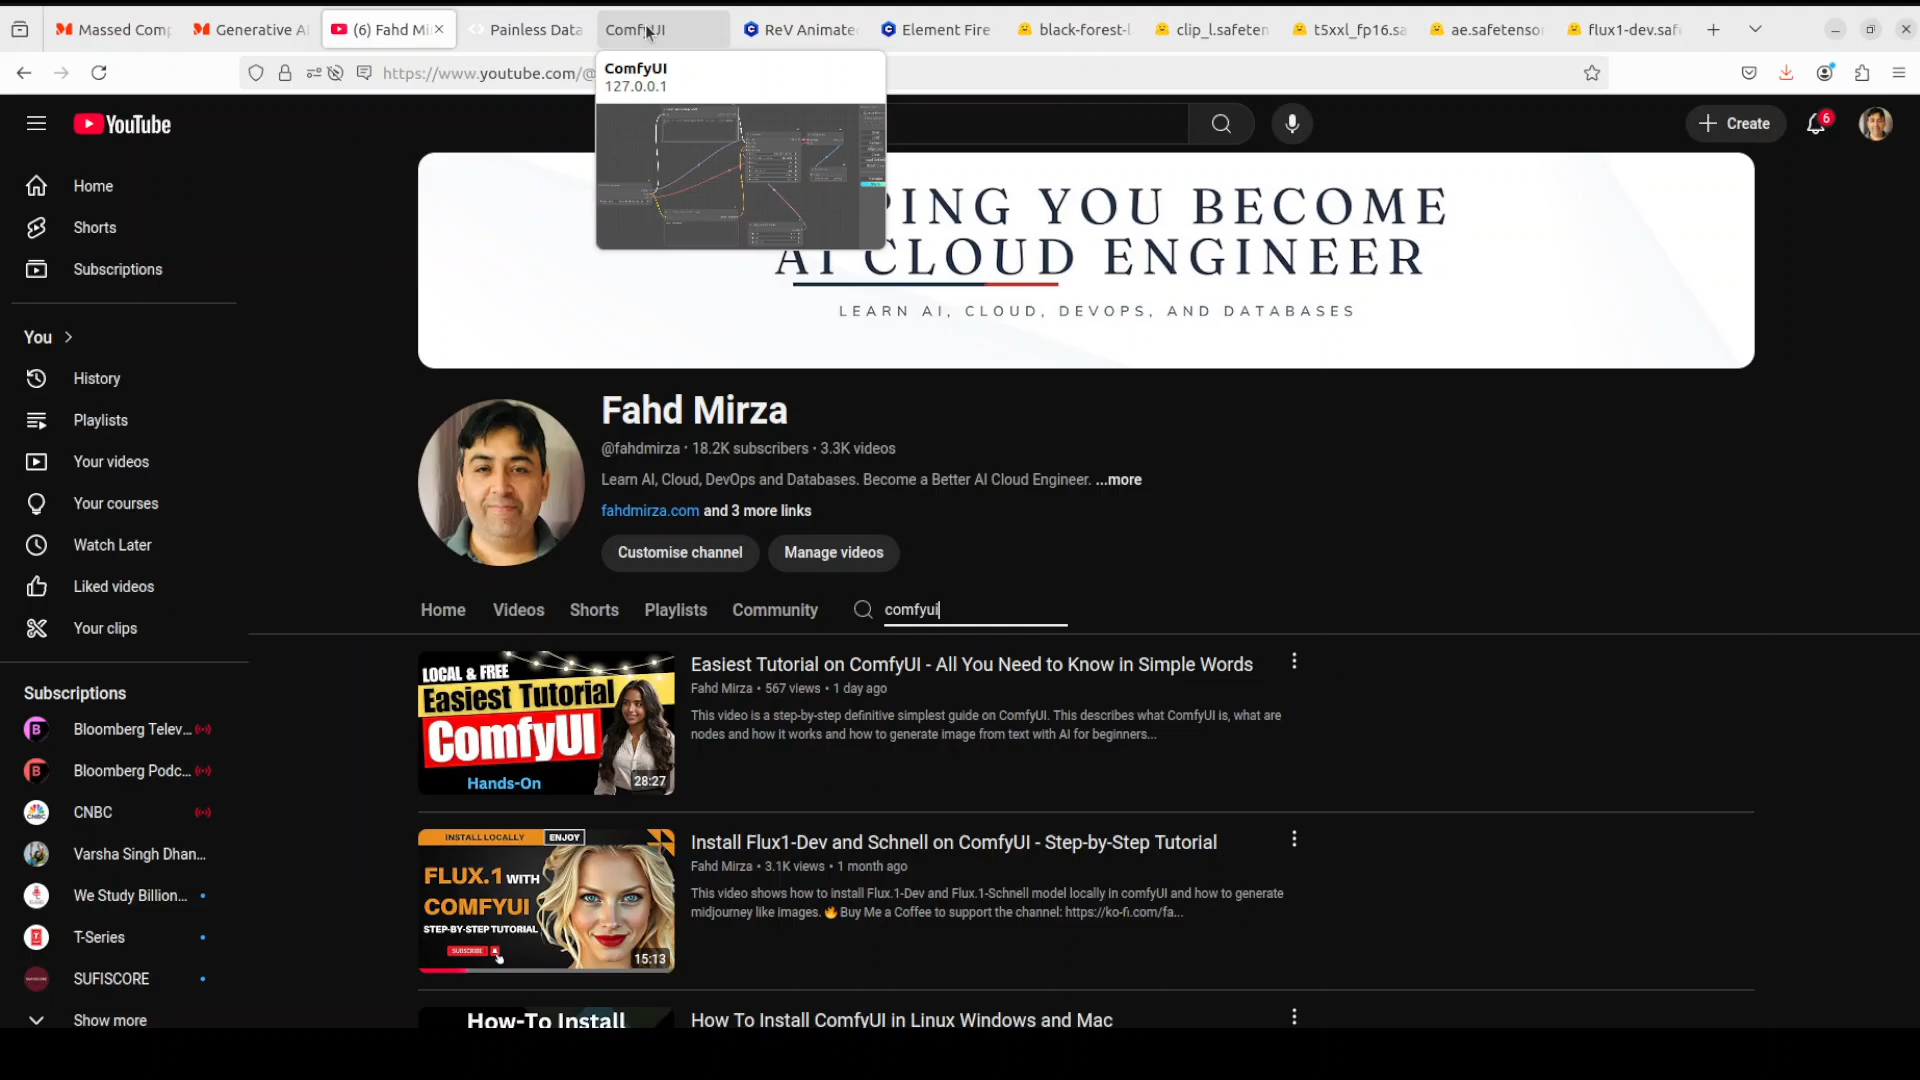 Massed Comp
Generative AI
(6) Fahd Mir
Painless Data
ComfyUI
ReV Animate
Element Fire
black-forest-l
clip_l.safeten
t5xxl_fp16.sa
ae.safetenso
flux1-dev.saf
https://www.youtube.com/@
ComfyUI
127.0.0.1
YouTube
Create
6
Home
Shorts
Subscriptions
You
History
Playlists
Your videos
Your courses
Watch Later
Liked videos
Your clips
Subscriptions
Bloomberg Telev...
Bloomberg Podc...
CNBC
Varsha Singh Dhan...
We Study Billion...
T-Series
SUFISCORE
Show more
PING YOU BECOME
AI CLOUD ENGINEER
LEARN AI, CLOUD, DEVOPS, AND DATABASES
Fahd Mirza
@fahdmirza · 18.2K subscribers · 3.3K videos
Learn AI, Cloud, DevOps and Databases. Become a Better AI Cloud Engineer. ...more
fahdmirza.com and 3 more links
Customise channel
Manage videos
Home
Videos
Shorts
Playlists
Community
comfyui
LOCAL & FREE
Easiest Tutorial
ComfyUI
Hands-On
28:27
Easiest Tutorial on ComfyUI - All You Need to Know in Simple Words
Fahd Mirza • 567 views • 1 day ago
This video is a step-by-step definitive simplest guide on ComfyUI. This describes what ComfyUI is, what are
nodes and how it works and how to generate image from text with AI for beginners...
INSTALL LOCALLY
ENJOY
FLUX.1 WITH
COMFYUI
STEP-BY-STEP TUTORIAL
SUBSCRIBE
15:13
Install Flux1-Dev and Schnell on ComfyUI - Step-by-Step Tutorial
Fahd Mirza • 3.1K views • 1 month ago
This video shows how to install Flux.1-Dev and Flux.1-Schnell model locally in comfyUI and how to generate
midjourney like images. 🔥 Buy Me a Coffee to support the channel: https://ko-fi.com/fa...
How-To Install
How To Install ComfyUI in Linux Windows and Mac